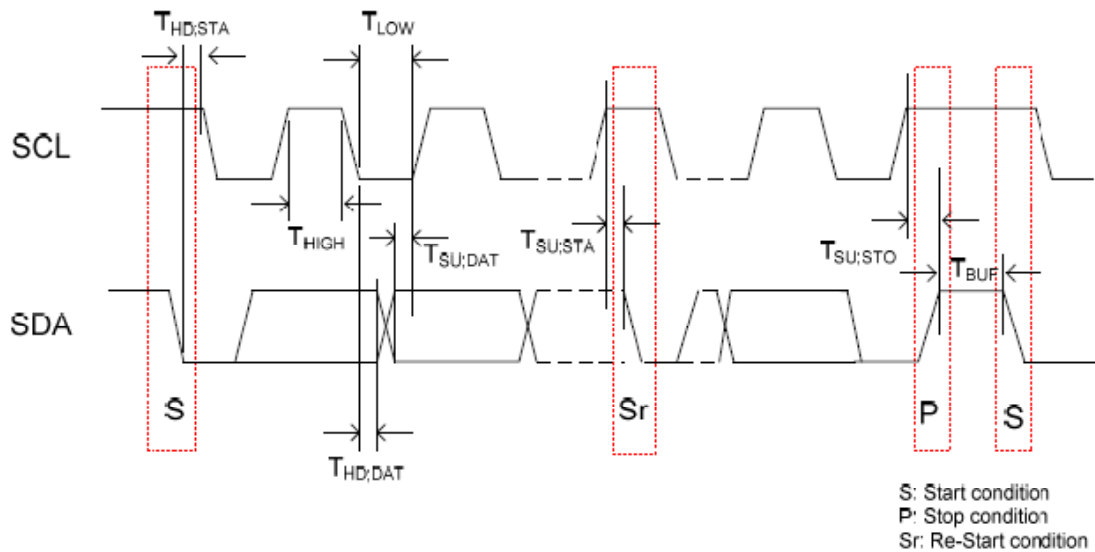 THD;STA
TLOW
SCL
THIGH
TSU;DAT
TSU;STA
TSU;STO
TBUF
SDA
S
Sr
P
S
THD;DAT
S: Start condition
P: Stop condition
Sr: Re-Start condition